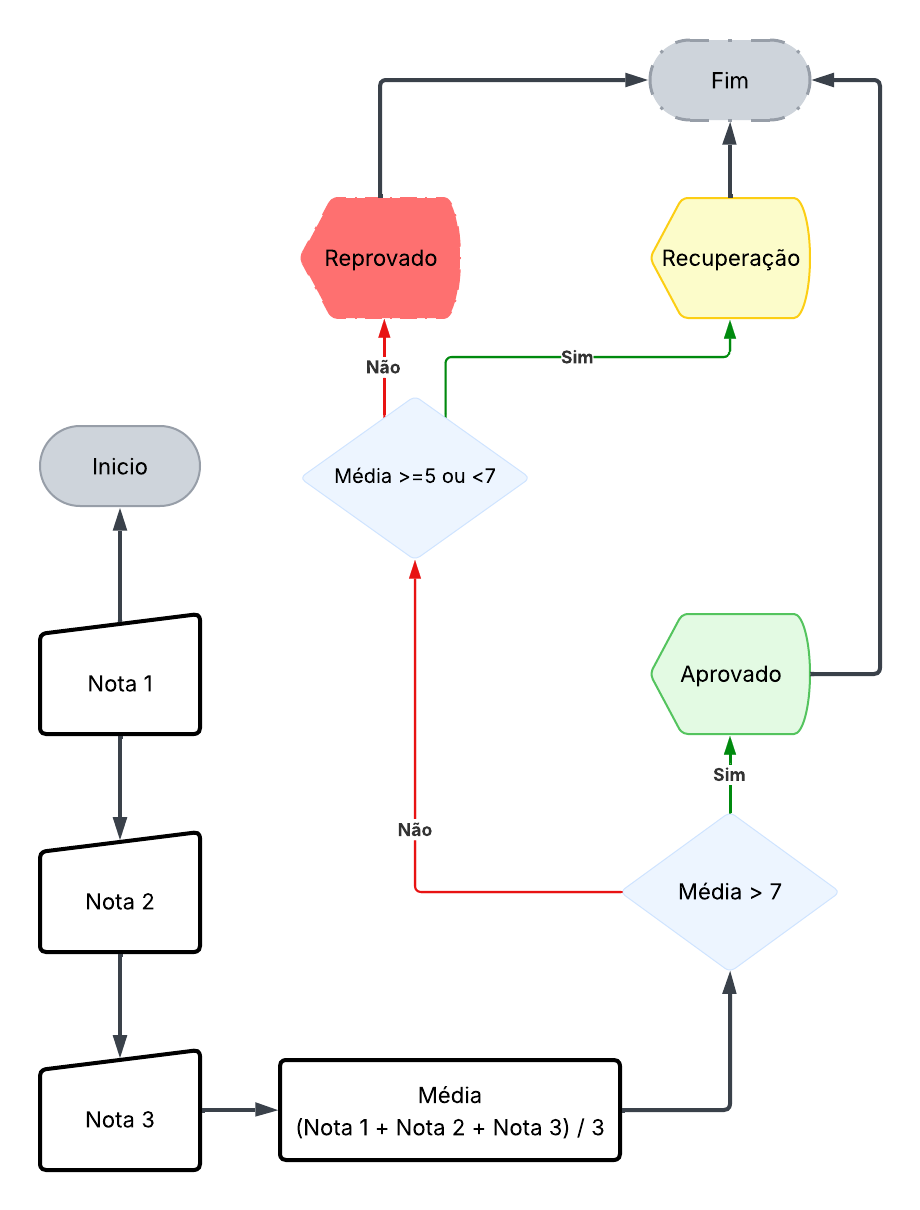 Fim
Reprovado
Recuperação
Não
Sim
Inicio
Média >=5 ou <7
Nota 1
Aprovado
Sim
Não
Nota 2
Média > 7
Nota 3
Média
(Nota 1 + Nota 2 + Nota 3) / 3